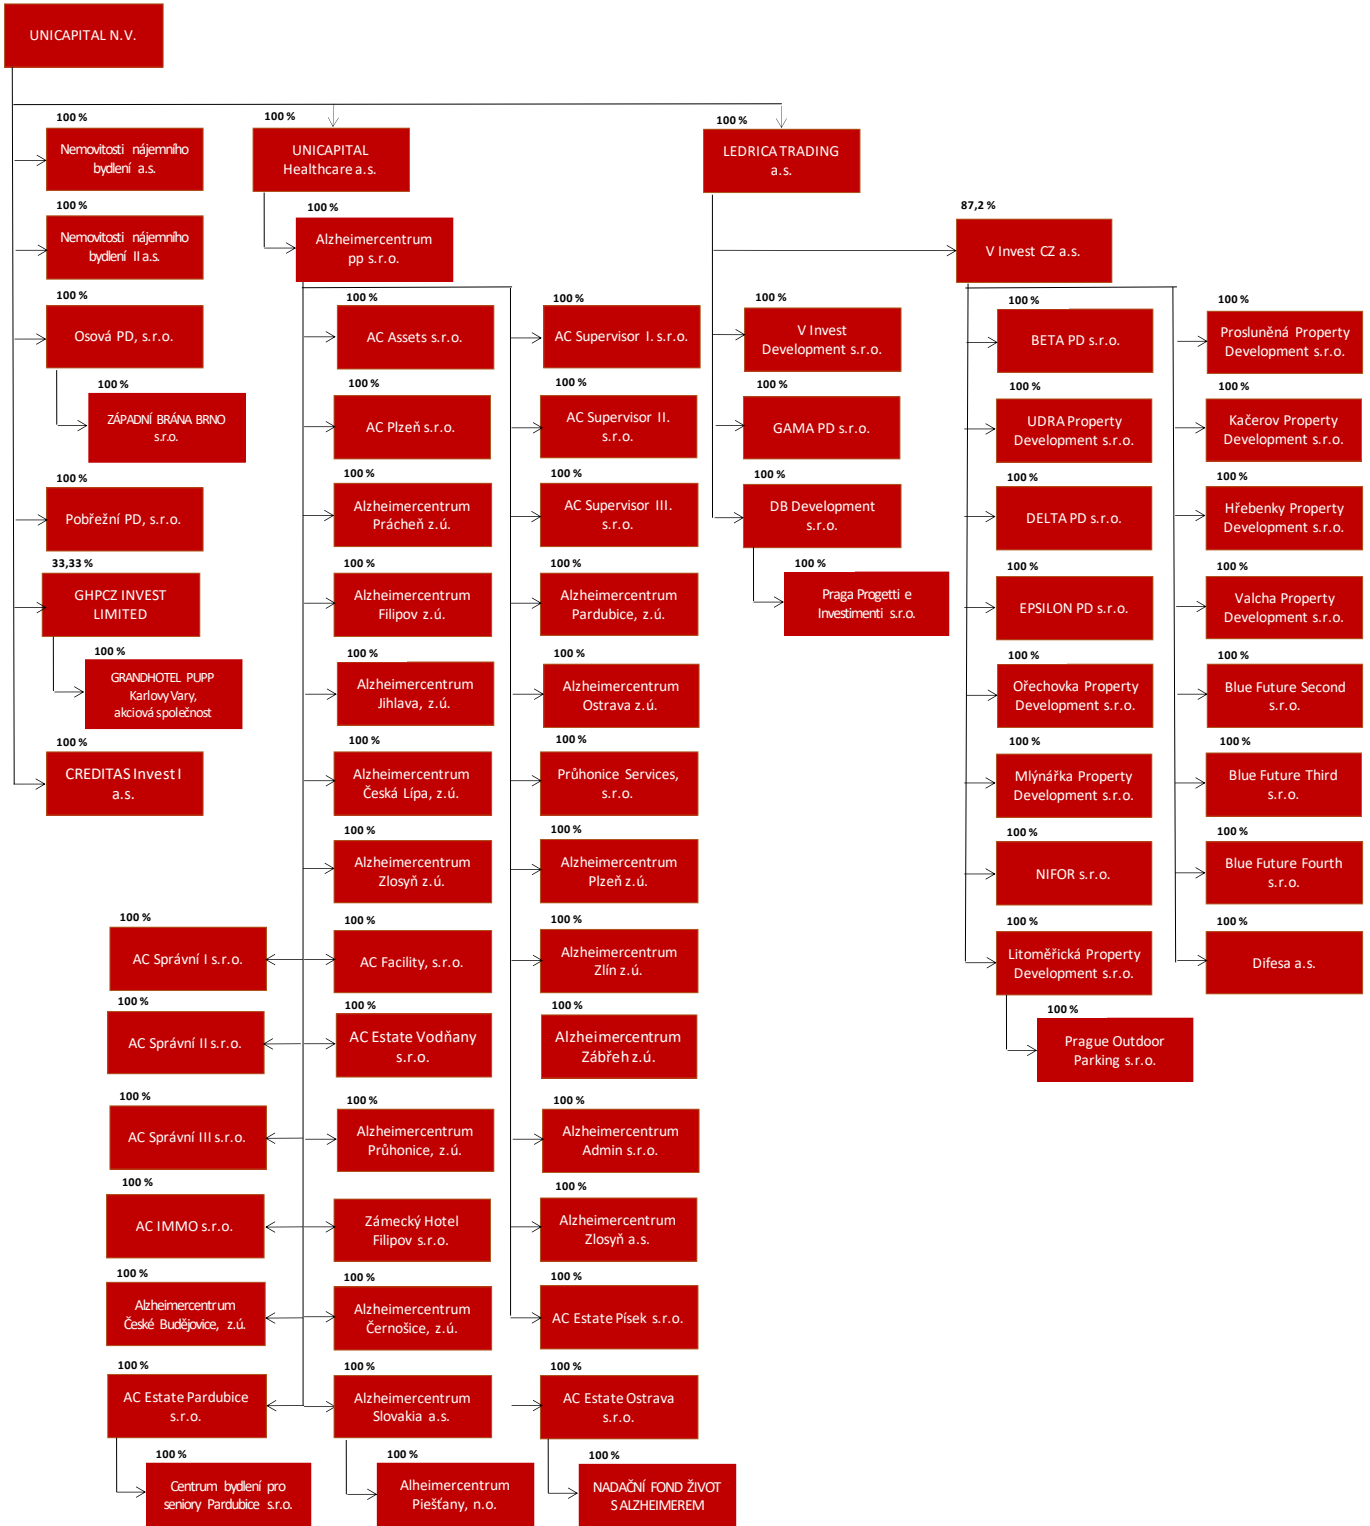 UNICAPITAL N.V.
100 %
Nemovitosti nájemního
bydlení a.s.
100 %
Nemovitosti nájemního
bydlení II a.s.
100 %
Osová PD, s.r.o.
100 %
ZÁPADNÍ BRÁNA BRNO
s.r.o.
100 %
Pobřežní PD, s.r.o.
33,33 %
GHPCZ INVEST
LIMITED
100 %
GRANDHOTEL PUPP
Karlovy Vary,
akciová společnost
100 %
CREDITAS Invest I
a.s.
100 %
UNICAPITAL
Healthcare a.s.
100 %
Alzheimercentrum
pp s.r.o.
100 %
AC Assets s.r.o.
100 %
AC Plzeň s.r.o.
100 %
Alzheimercentrum
Prácheň z.ú.
100 %
Alzheimercentrum
Filipov z.ú.
100 %
Alzheimercentrum
Jihlava, z.ú.
100 %
Alzheimercentrum
Česká Lípa, z.ú.
100 %
Alzheimercentrum
Zlosyň z.ú.
100 %
AC Facility, s.r.o.
100 %
AC Estate Vodňany
s.r.o.
100 %
Alzheimercentrum
Průhonice, z.ú.
100 %
Zámecký Hotel
Filipov s.r.o.
100 %
Alzheimercentrum
Černošice, z.ú.
100 %
Alzheimercentrum
Slovakia a.s.
100 %
Alheimercentrum
Piešťany, n.o.
100 %
AC Správní I s.r.o.
100 %
AC Správní II s.r.o.
100 %
AC Správní III s.r.o.
100 %
AC IMMO s.r.o.
100 %
Alzheimercentrum
České Budějovice, z.ú.
100 %
AC Estate Pardubice
s.r.o.
100 %
Centrum bydlení pro
seniory Pardubice s.r.o.
100 %
AC Supervisor I. s.r.o.
100 %
AC Supervisor II.
s.r.o.
100 %
AC Supervisor III.
s.r.o.
100 %
Alzheimercentrum
Pardubice, z.ú.
100 %
Alzheimercentrum
Ostrava z.ú.
100 %
Průhonice Services,
s.r.o.
100 %
Alzheimercentrum
Plzeň z.ú.
100 %
Alzheimercentrum
Zlín z.ú.
100 %
Alzheimercentrum
Zábřeh z.ú.
100 %
Alzheimercentrum
Admin s.r.o.
100 %
Alzheimercentrum
Zlosyň a.s.
100 %
AC Estate Písek s.r.o.
100 %
AC Estate Ostrava
s.r.o.
100 %
NADAČNÍ FOND ŽIVOT
S ALZHEIMEREM
100 %
LEDRICA TRADING
a.s.
100 %
V Invest
Development s.r.o.
100 %
GAMA PD s.r.o.
100 %
DB Development
s.r.o.
100 %
Praga Progetti e
Investimenti s.r.o.
87,2 %
V Invest CZ a.s.
100 %
BETA PD s.r.o.
100 %
UDRA Property
Development s.r.o.
100 %
DELTA PD s.r.o.
100 %
EPSILON PD s.r.o.
100 %
Ořechovka Property
Development s.r.o.
100 %
Mlýnářka Property
Development s.r.o.
100 %
NIFOR s.r.o.
100 %
Litoměřická Property
Development s.r.o.
100 %
Prague Outdoor
Parking s.r.o.
100 %
Prosluněná Property
Development s.r.o.
100 %
Kačerov Property
Development s.r.o.
100 %
Hřebenky Property
Development s.r.o.
100 %
Valcha Property
Development s.r.o.
100 %
Blue Future Second
s.r.o.
100 %
Blue Future Third
s.r.o.
100 %
Blue Future Fourth
s.r.o.
100 %
Difesa a.s.